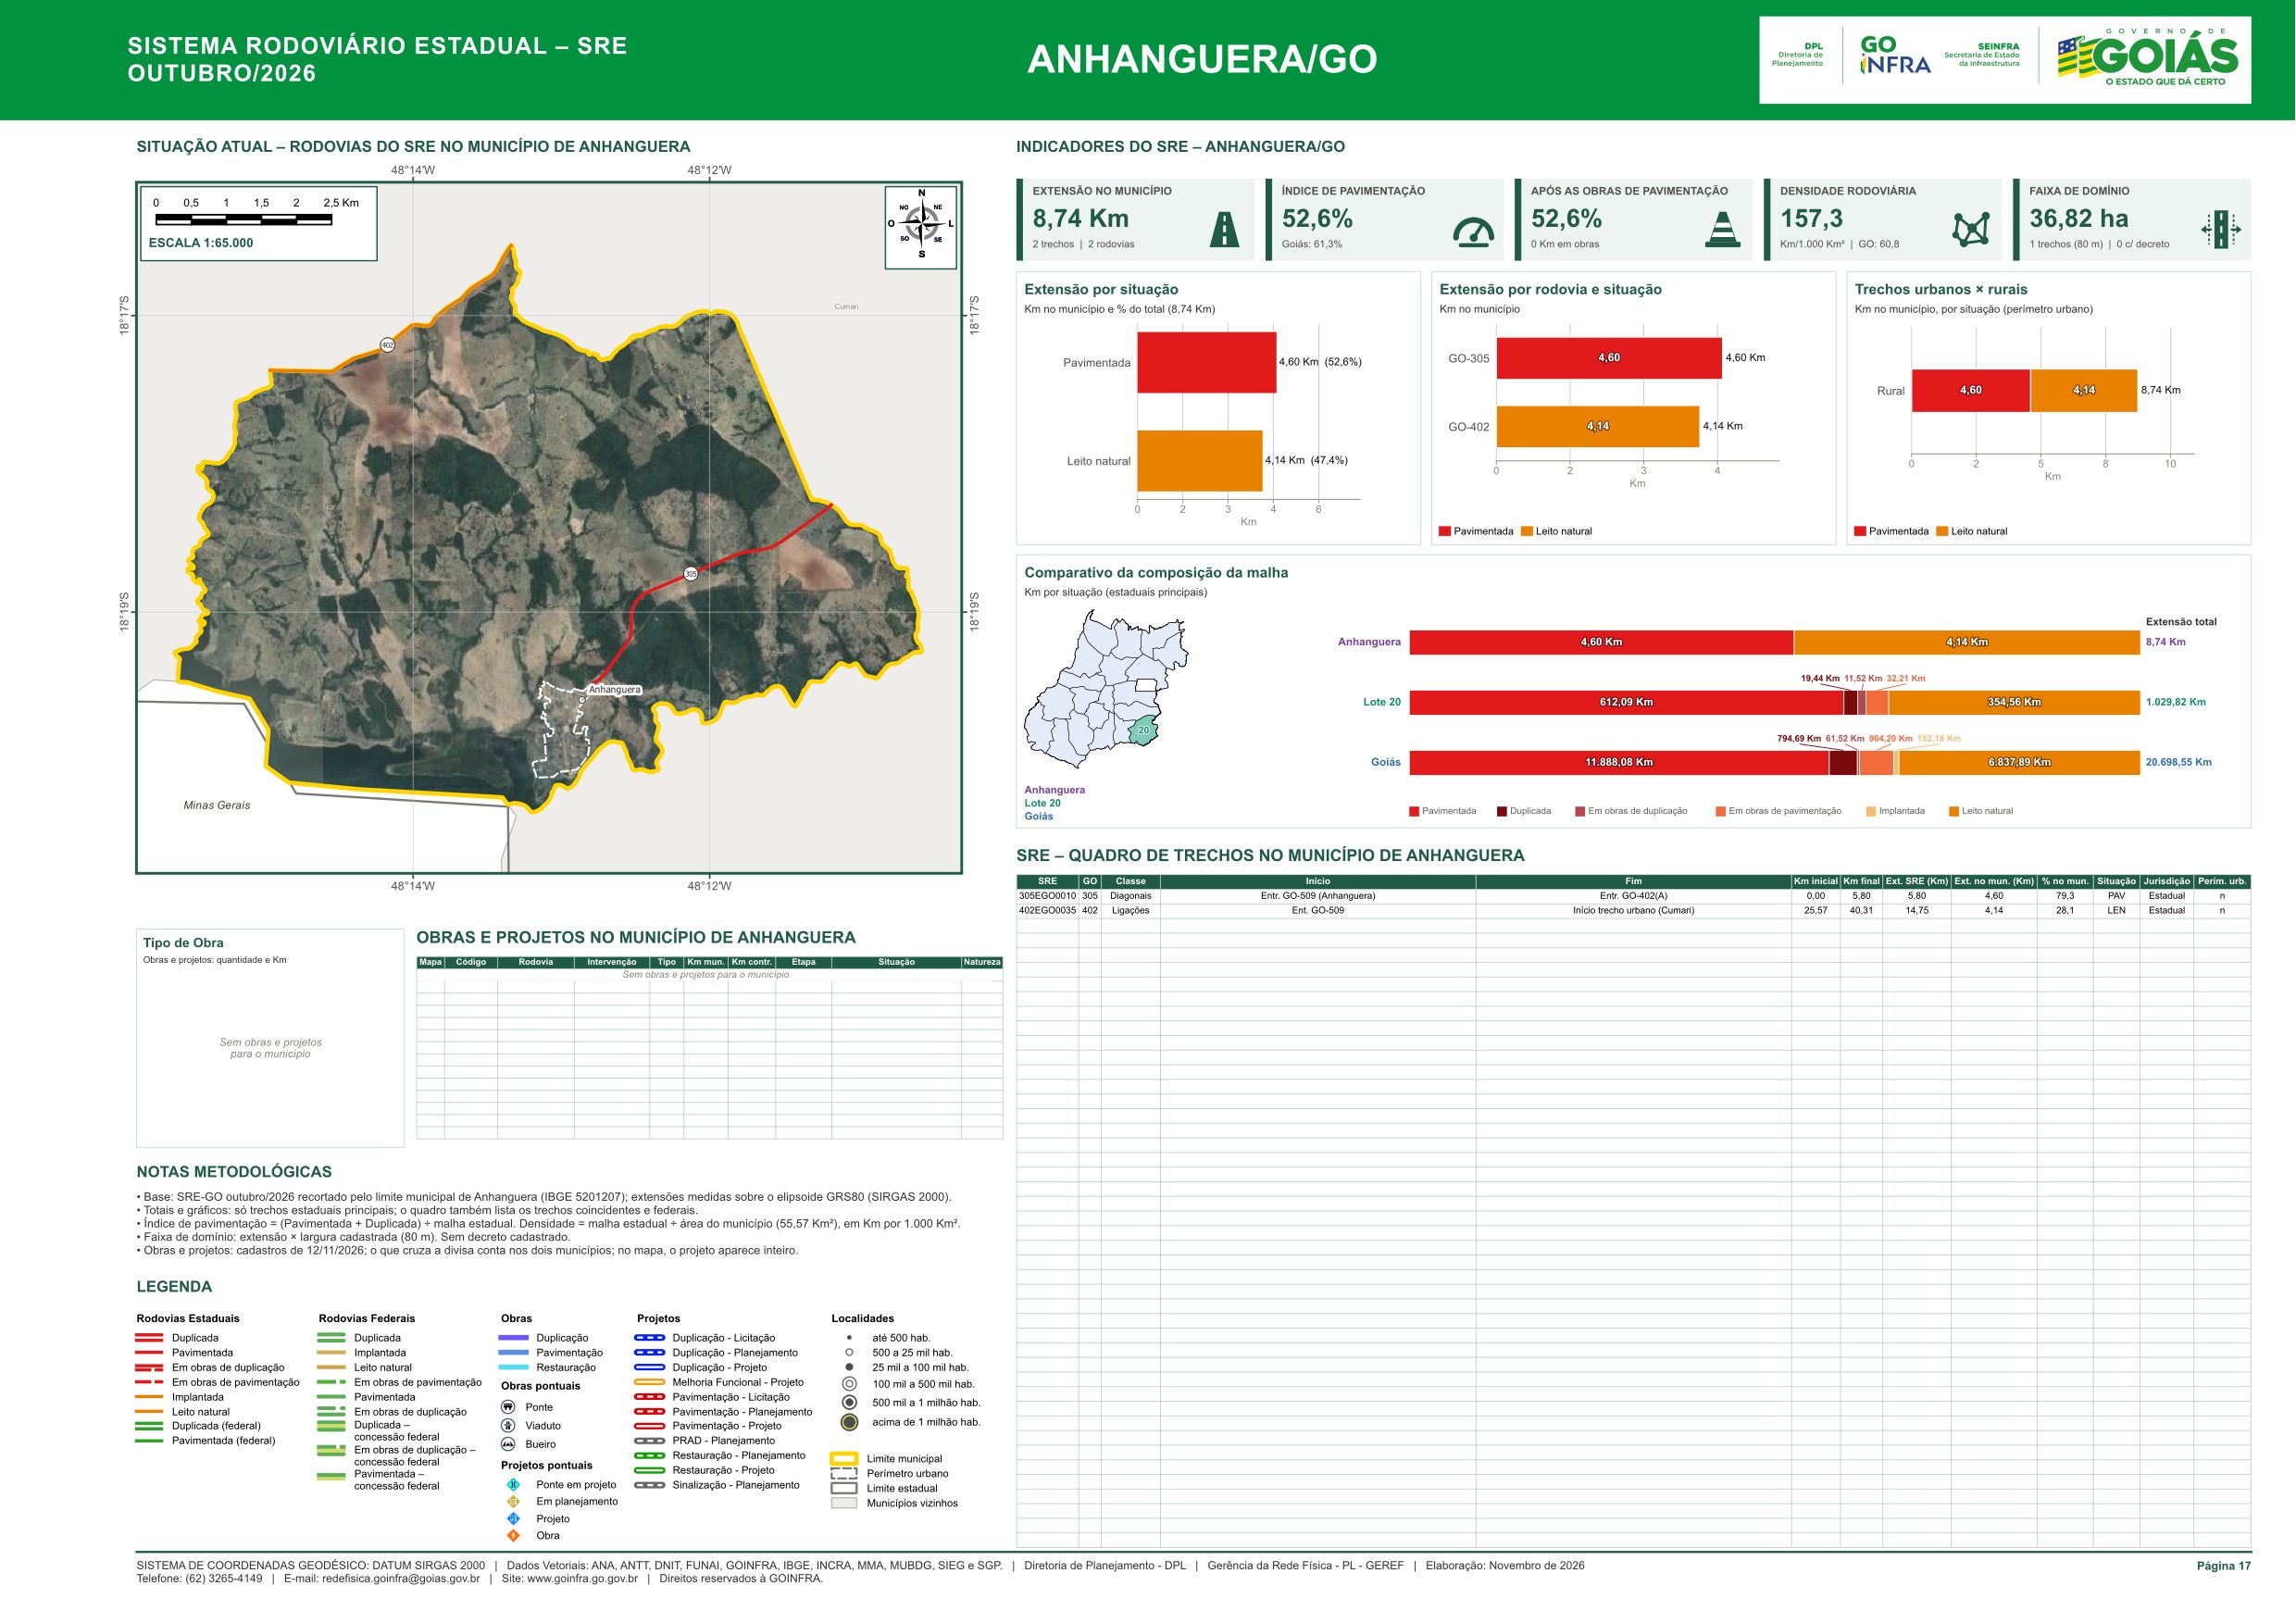 SISTEMA RODOVIÁRIO ESTADUAL – SRE
OUTUBRO/2026
ANHANGUERA/GO
DPL
Diretoria de
Planejamento
GO
INFRA
SEINFRA
Secretaria de Estado
da Infraestrutura
GOVERNO DE
GOIÁS
O ESTADO QUE DÁ CERTO
SITUAÇÃO ATUAL – RODOVIAS DO SRE NO MUNICÍPIO DE ANHANGUERA
48°14'W 48°12'W
0 0,5 1 1,5 2 2,5 Km
ESCALA 1:65.000
N
NO NE
O L
SO SE
S
18°17'S 18°17'S
Cumari
402
305
18°19'S 18°19'S
Anhanguera
Minas Gerais
48°14'W 48°12'W
INDICADORES DO SRE – ANHANGUERA/GO
EXTENSÃO NO MUNICÍPIO
8,74 Km
2 trechos | 2 rodovias
ÍNDICE DE PAVIMENTAÇÃO
52,6%
Goiás: 61,3%
APÓS AS OBRAS DE PAVIMENTAÇÃO
52,6%
0 Km em obras
DENSIDADE RODOVIÁRIA
157,3
Km/1.000 Km² | GO: 60,8
FAIXA DE DOMÍNIO
36,82 ha
1 trechos (80 m) | 0 c/ decreto
Extensão por situação
Km no município e % do total (8,74 Km)
Pavimentada 4,60 Km (52,6%)
Leito natural 4,14 Km (47,4%)
0 2 3 4 6
Km
Extensão por rodovia e situação
Km no município
GO-305 4,60 4,60 Km
GO-402 4,14 4,14 Km
0 2 3 4
Km
Pavimentada Leito natural
Trechos urbanos × rurais
Km no município, por situação (perímetro urbano)
Rural 4,60 4,14 8,74 Km
0 2 5 8 10
Km
Pavimentada Leito natural
Comparativo da composição da malha
Km por situação (estaduais principais)
20
Anhanguera
Lote 20
Goiás
Extensão total
Anhanguera 4,60 Km 4,14 Km 8,74 Km
19,44 Km 11,52 Km 32,21 Km
Lote 20 612,09 Km 354,56 Km 1.029,82 Km
794,69 Km 61,52 Km 964,20 Km 152,18 Km
Goiás 11.888,08 Km 6.837,89 Km 20.698,55 Km
Pavimentada Duplicada Em obras de duplicação Em obras de pavimentação Implantada Leito natural
SRE – QUADRO DE TRECHOS NO MUNICÍPIO DE ANHANGUERA
SRE GO Classe Início Fim Km inicial Km final Ext. SRE (Km) Ext. no mun. (Km) % no mun. Situação Jurisdição Perím. urb.
305EGO0010 305 Diagonais Entr. GO-509 (Anhanguera) Entr. GO-402(A) 0,00 5,80 5,80 4,60 79,3 PAV Estadual n
402EGO0035 402 Ligações Ent. GO-509 Início trecho urbano (Cumari) 25,57 40,31 14,75 4,14 28,1 LEN Estadual n
Tipo de Obra
Obras e projetos: quantidade e Km
Sem obras e projetos
para o município
OBRAS E PROJETOS NO MUNICÍPIO DE ANHANGUERA
Mapa Código Rodovia Intervenção Tipo Km mun. Km contr. Etapa Situação Natureza
Sem obras e projetos para o município
NOTAS METODOLÓGICAS
• Base: SRE-GO outubro/2026 recortado pelo limite municipal de Anhanguera (IBGE 5201207); extensões medidas sobre o elipsoide GRS80 (SIRGAS 2000).
• Totais e gráficos: só trechos estaduais principais; o quadro também lista os trechos coincidentes e federais.
• Índice de pavimentação = (Pavimentada + Duplicada) ÷ malha estadual. Densidade = malha estadual ÷ área do município (55,57 Km²), em Km por 1.000 Km².
• Faixa de domínio: extensão × largura cadastrada (80 m). Sem decreto cadastrado.
• Obras e projetos: cadastros de 12/11/2026; o que cruza a divisa conta nos dois municípios; no mapa, o projeto aparece inteiro.
LEGENDA
Rodovias Estaduais
Duplicada
Pavimentada
Em obras de duplicação
Em obras de pavimentação
Implantada
Leito natural
Duplicada (federal)
Pavimentada (federal)
Rodovias Federais
Duplicada
Implantada
Leito natural
Em obras de pavimentação
Pavimentada
Em obras de duplicação
Duplicada –
concessão federal
Em obras de duplicação –
concessão federal
Pavimentada –
concessão federal
Obras
Duplicação
Pavimentação
Restauração
Obras pontuais
Ponte
Viaduto
Bueiro
Projetos pontuais
Ponte em projeto
Em planejamento
Projeto
Obra
Projetos
Duplicação - Licitação
Duplicação - Planejamento
Duplicação - Projeto
Melhoria Funcional - Projeto
Pavimentação - Licitação
Pavimentação - Planejamento
Pavimentação - Projeto
PRAD - Planejamento
Restauração - Planejamento
Restauração - Projeto
Sinalização - Planejamento
Localidades
até 500 hab.
500 a 25 mil hab.
25 mil a 100 mil hab.
100 mil a 500 mil hab.
500 mil a 1 milhão hab.
acima de 1 milhão hab.
Limite municipal
Perímetro urbano
Limite estadual
Municípios vizinhos
SISTEMA DE COORDENADAS GEODÉSICO: DATUM SIRGAS 2000 | Dados Vetoriais: ANA, ANTT, DNIT, FUNAI, GOINFRA, IBGE, INCRA, MMA, MUBDG, SIEG e SGP. | Diretoria de Planejamento - DPL | Gerência da Rede Física - PL - GEREF | Elaboração: Novembro de 2026
Página 17
Telefone: (62) 3265-4149 | E-mail: redefisica.goinfra@goias.gov.br | Site: www.goinfra.go.gov.br | Direitos reservados à GOINFRA.